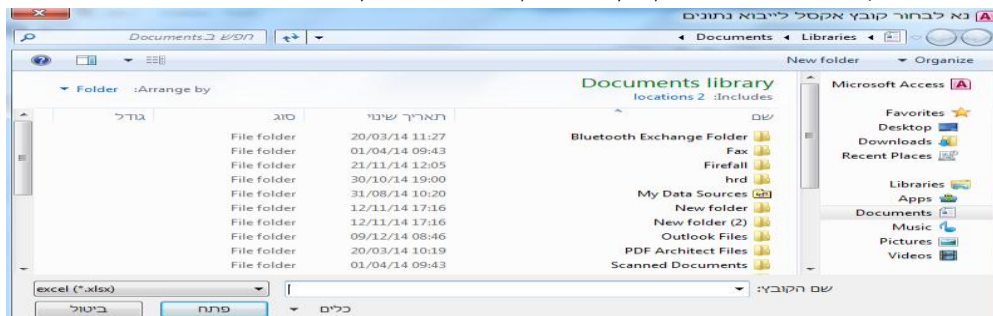 נא לבחור קובץ אקסל לייבוא נתונים
Libraries Documents
חפש ב Documents
Organize New folder
Microsoft Access
Favorites
Desktop
Downloads
Recent Places
Libraries
Apps
Documents
Music
Pictures
Videos
Documents library
Includes: 2 locations
Arrange by: Folder
שם תאריך שינוי סוג גודל
Bluetooth Exchange Folder 20/03/14 11:27 File folder
Fax 01/04/14 09:43 File folder
Firefall 21/11/14 12:05 File folder
hrd 30/10/14 19:00 File folder
My Data Sources 31/08/14 10:20 File folder
New folder 12/11/14 17:16 File folder
New folder (2) 12/11/14 17:16 File folder
Outlook Files 09/12/14 08:46 File folder
PDF Architect Files 20/03/14 10:19 File folder
Scanned Documents 01/04/14 09:43 File folder
שם הקובץ:
excel (*.xlsx)
כלים פתח ביטול